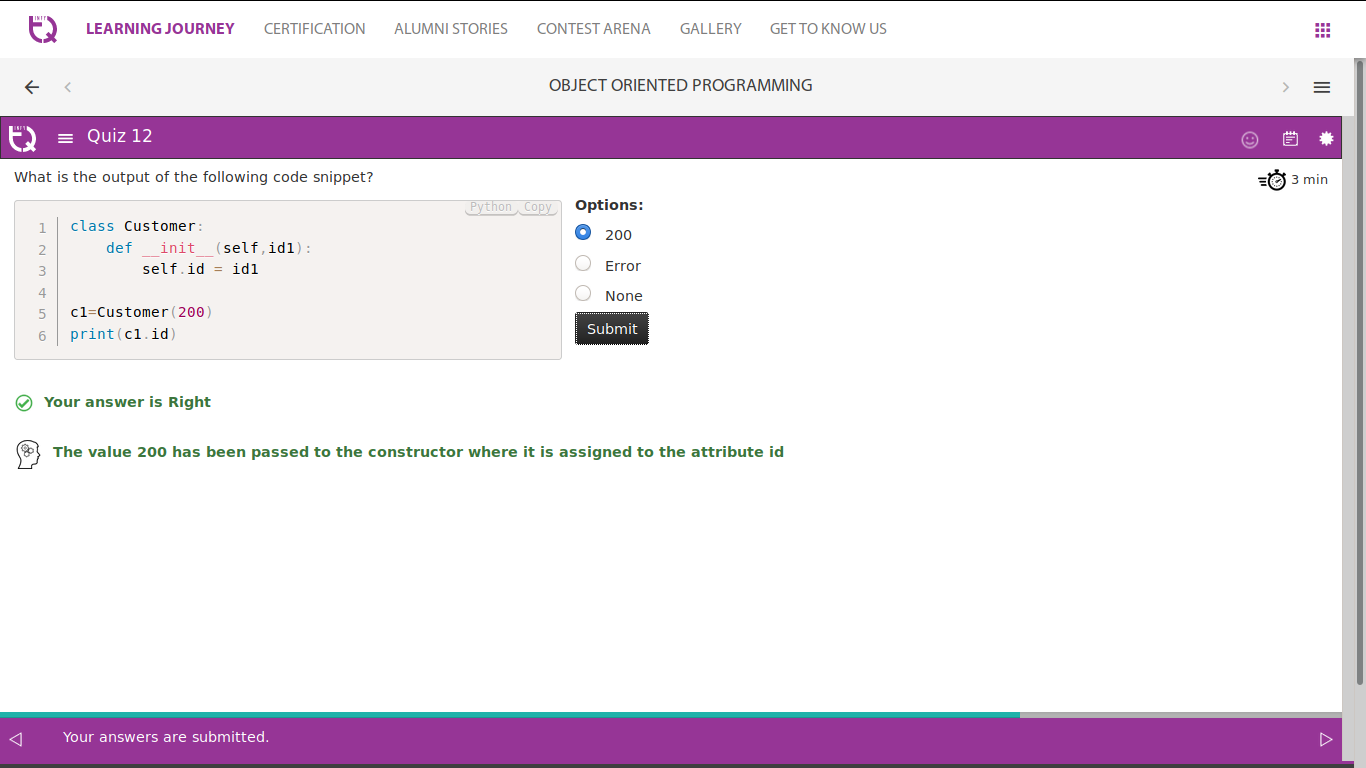 INFY
TQ
LEARNING JOURNEY CERTIFICATION ALUMNI STORIES CONTEST ARENA GALLERY GET TO KNOW US
OBJECT ORIENTED PROGRAMMING
INFY
TQ
Quiz 12
What is the output of the following code snippet?
3 min
Python Copy
1 class Customer:
2     def __init__(self,id1):
3         self.id = id1
4
5 c1=Customer(200)
6 print(c1.id)
Options:
200
Error
None
Submit
Your answer is Right
The value 200 has been passed to the constructor where it is assigned to the attribute id
Your answers are submitted.